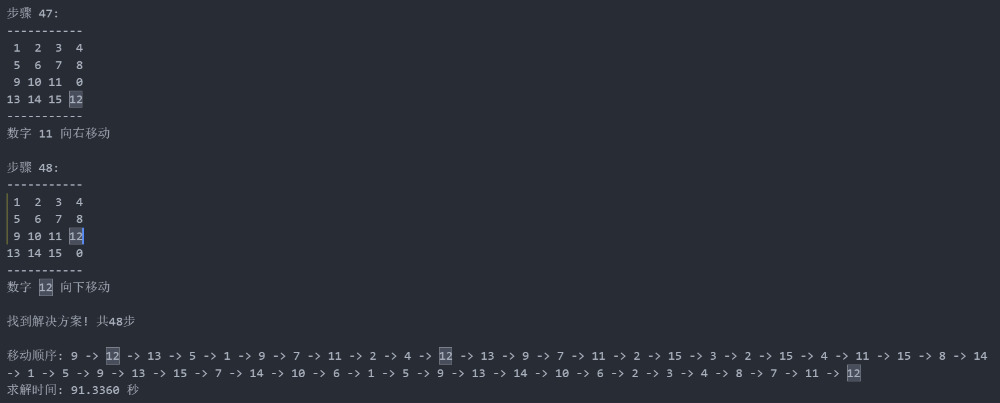 步骤 47:
-----------
 1  2  3  4
 5  6  7  8
 9 10 11  0
13 14 15 12
-----------
数字 11 向右移动

步骤 48:
-----------
 1  2  3  4
 5  6  7  8
 9 10 11 12
13 14 15  0
-----------
数字 12 向下移动

找到解决方案! 共48步

移动顺序: 9 -> 12 -> 13 -> 5 -> 1 -> 9 -> 7 -> 11 -> 2 -> 4 -> 12 -> 13 -> 9 -> 7 -> 11 -> 2 -> 15 -> 3 -> 2 -> 15 -> 4 -> 11 -> 15 -> 8 -> 14
-> 1 -> 5 -> 9 -> 13 -> 15 -> 7 -> 14 -> 10 -> 6 -> 1 -> 5 -> 9 -> 13 -> 14 -> 10 -> 6 -> 2 -> 3 -> 4 -> 8 -> 7 -> 11 -> 12
求解时间: 91.3360 秒